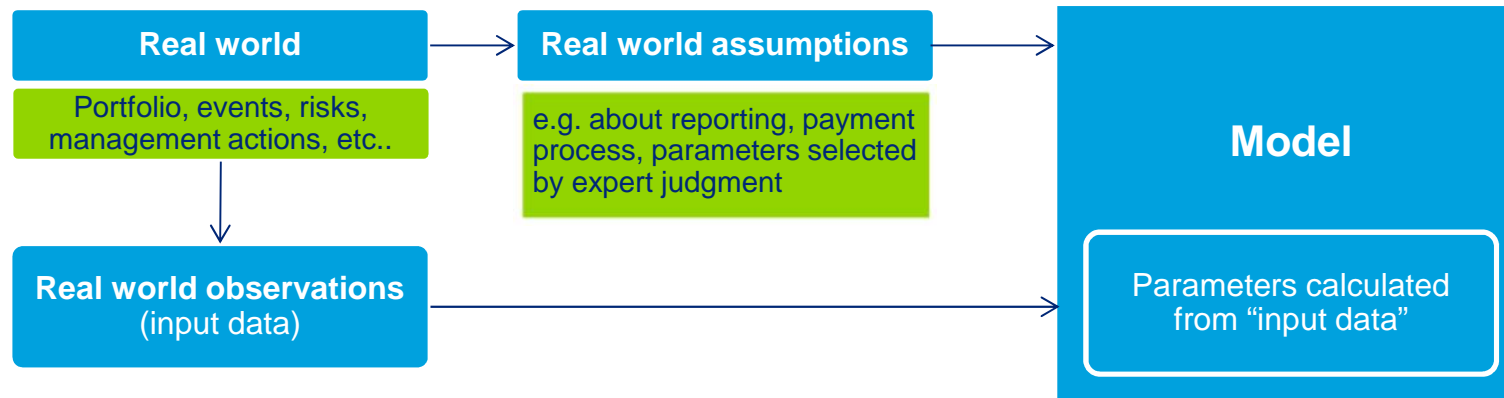 Real world
Portfolio, events, risks,
management actions, etc..
Real world assumptions
e.g. about reporting, payment
process, parameters selected
by expert judgment
Real world observations
(input data)
Model
Parameters calculated
from “input data”